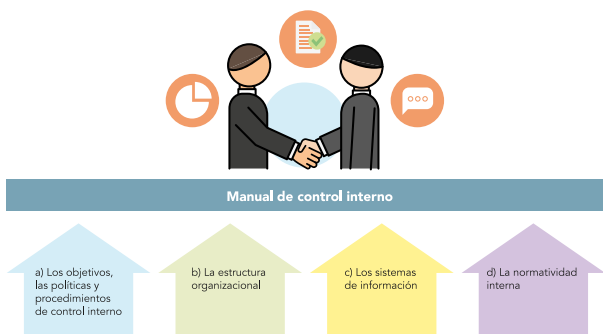 Manual de control interno
a) Los objetivos,
las políticas y
procedimientos
de control interno
b) La estructura
organizacional
c) Los sistemas
de información
d) La normatividad
interna